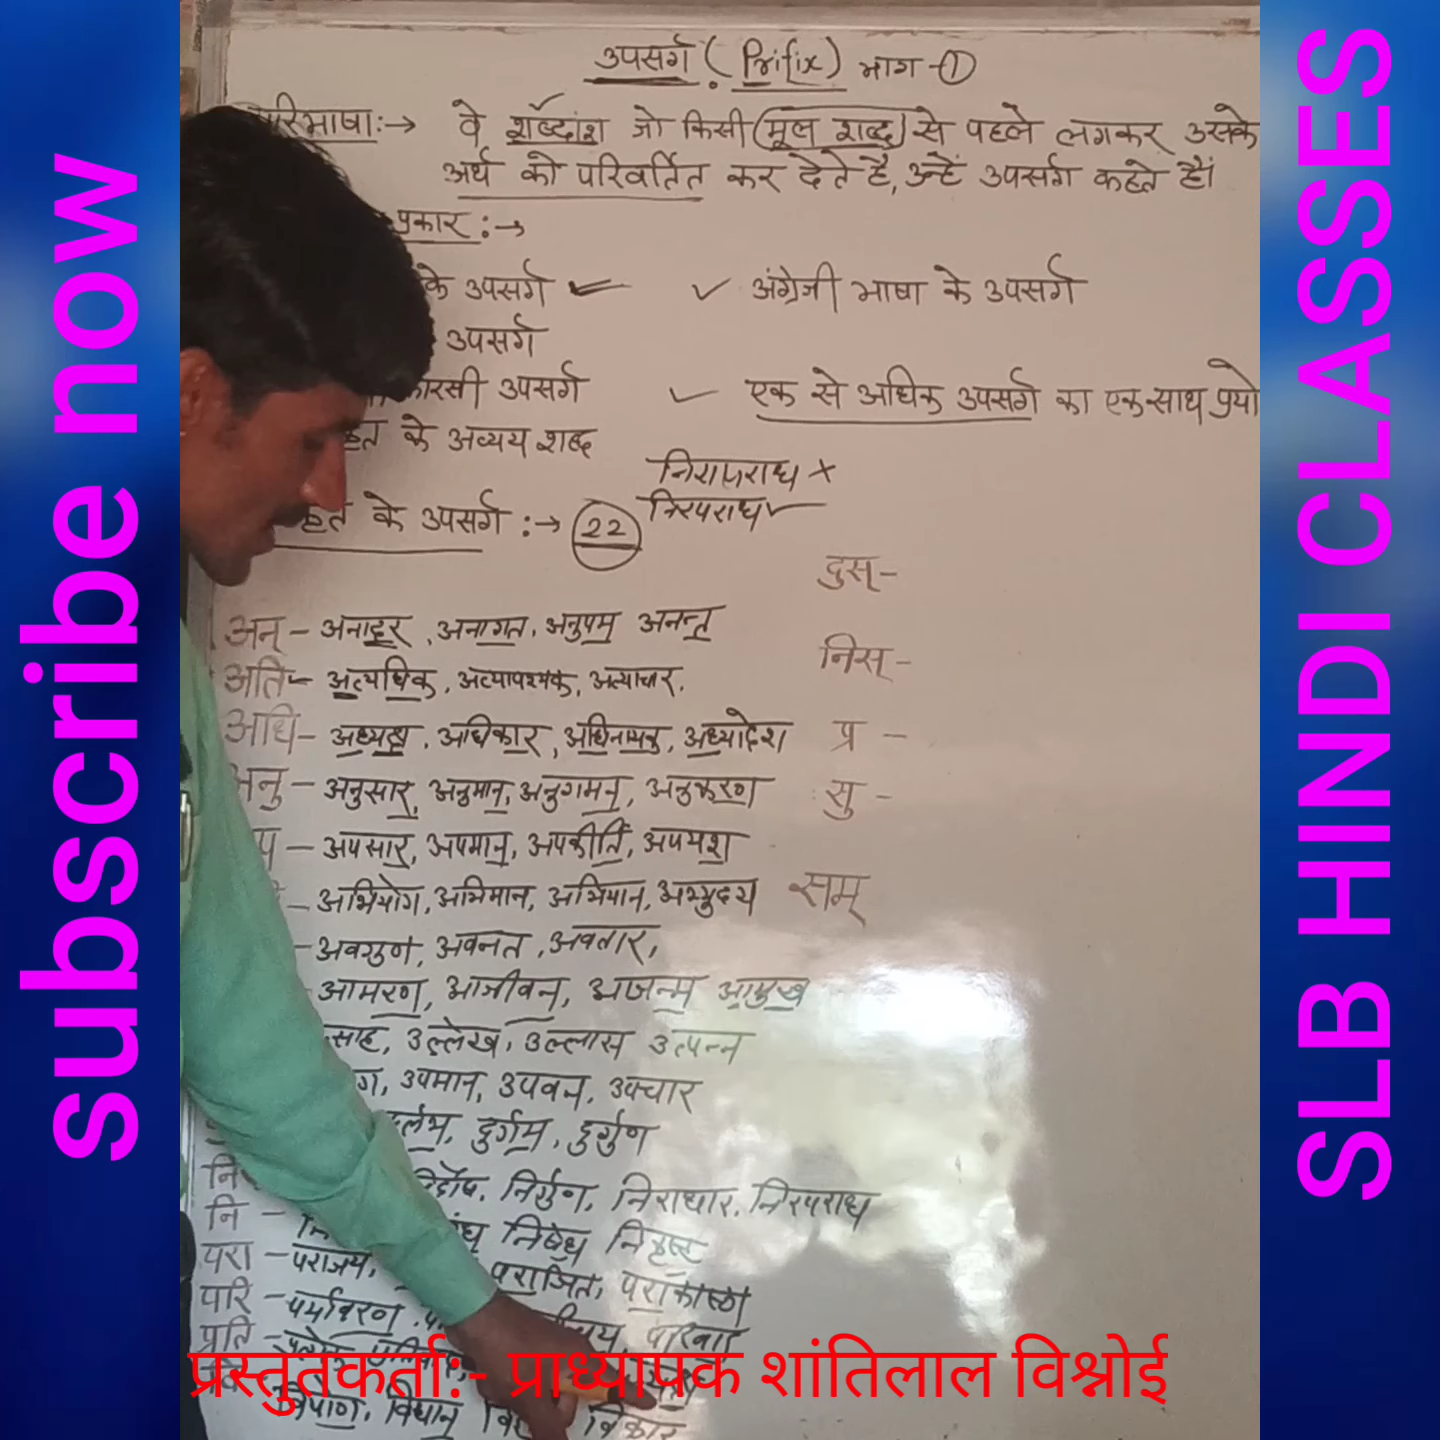 subscribe now
उपसर्ग (Prifix) भाग-①
परिभाषा:→ वे शब्दांश जो किसी मूल शब्द से पहले लगकर उसके
अर्थ को परिवर्तित कर देते है, उन्हें उपसर्ग कहते हैं।
प्रकार :→
के उपसर्ग ✓ ✓ अंग्रेजी भाषा के उपसर्ग
उपसर्ग
उपसर्ग ✓ एक से अधिक उपसर्ग का एक साथ प्रयो
के अव्यय शब्द
निरापराध ×
निरपराध ✓
के उपसर्ग :→ 22
दुस् -
अन् - अनादर, अनागत, अनुपम, अनन्त
निस् -
अति - अत्यधिक, अत्यावश्यक, अत्याचार,
अधि - अध्यक्ष, अधिकार, अधिनायक, अध्यादेश प्र -
अनु - अनुसार, अनुमान, अनुगमन, अनुकरण सु -
प - अपसार, अपमान, अपकीर्ति, अपयश
- अभियोग, अभिमान, अभियान, अभ्युदय सम्
- अवगुण, अवनत, अवतार,
आमरण, आजीवन, आजन्म आमुख
साह, उल्लेख, उल्लास उत्पन्न
ग, उपमान, उपवन, उपचार
दुर्गम, दुर्गुण
निर्गुण, निराधार, निरपराध
नि - निषेध
परा - पराजय, पराजित, पराकाष्ठा
परि - पर्यावरण, परिवार
प्रति -
वियोग, विधान विकार
प्रस्तुतकर्ता:- प्राध्यापक शांतिलाल विश्नोई
SLB HINDI CLASSES